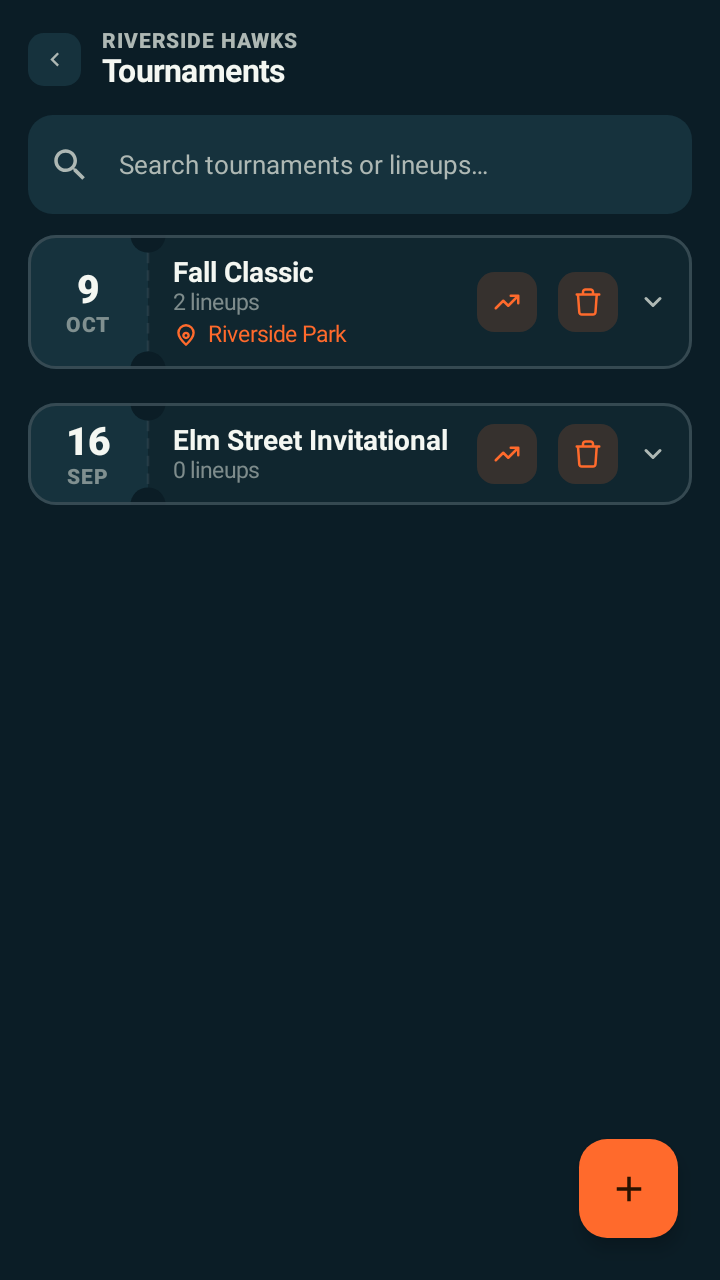 RIVERSIDE HAWKS
Tournaments
Search tournaments or lineups…
9
OCT
Fall Classic
2 lineups
Riverside Park
16
SEP
Elm Street Invitational
0 lineups